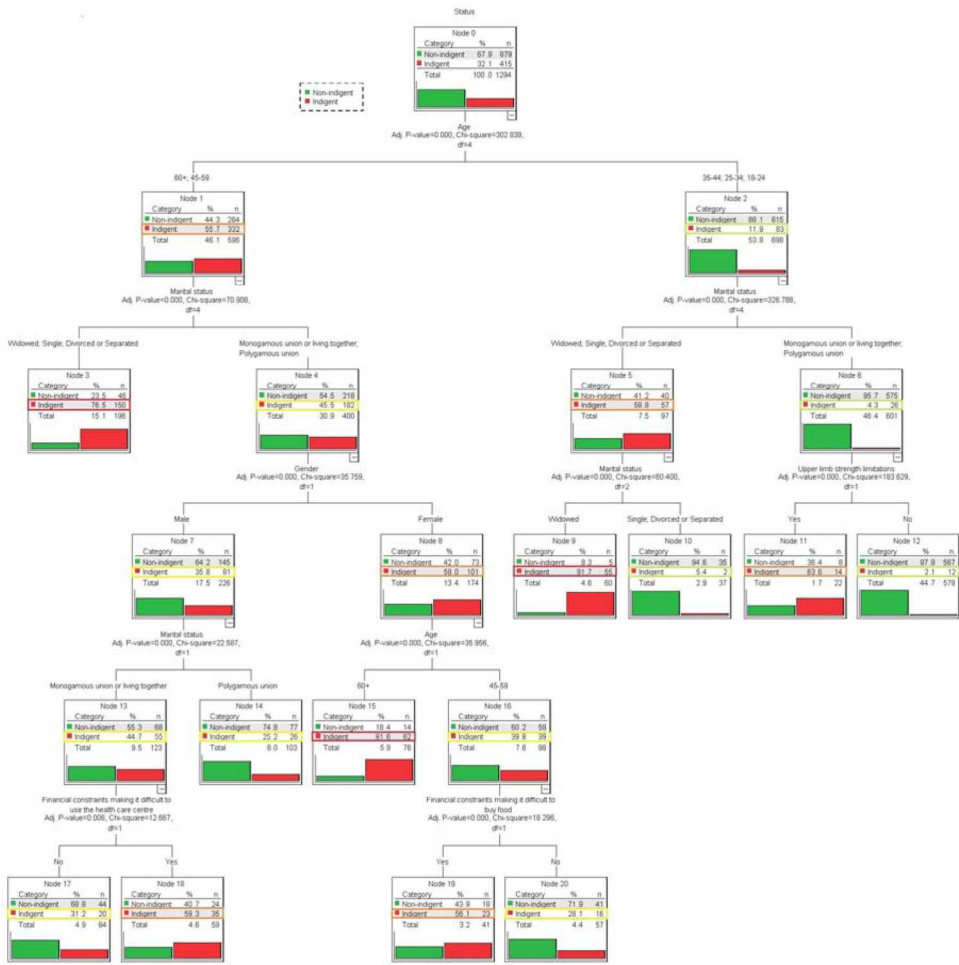 Status
Node 0
Category % n
Non-indigent 67.9 879
Indigent 32.1 415
Total 100.0 1294
Non-indigent
Indigent
Age
Adj. P-value=0.000, Chi-square=302.838,
df=4
60+; 45-59
35-44; 25-34; 18-24
Node 1
Category % n
Non-indigent 44.3 264
Indigent 55.7 332
Total 46.1 596
Node 2
Category % n
Non-indigent 88.1 615
Indigent 11.9 83
Total 53.9 698
Marital status
Adj. P-value=0.000, Chi-square=70.808,
df=4
Marital status
Adj. P-value=0.000, Chi-square=326.788,
df=4
Widowed; Single; Divorced or Separated
Monogamous union or living together;
Polygamous union
Widowed; Single; Divorced or Separated
Monogamous union or living together;
Polygamous union
Node 3
Category % n
Non-indigent 23.5 46
Indigent 76.5 150
Total 15.1 196
Node 4
Category % n
Non-indigent 54.5 218
Indigent 45.5 182
Total 30.9 400
Node 5
Category % n
Non-indigent 41.2 40
Indigent 58.8 57
Total 7.5 97
Node 6
Category % n
Non-indigent 95.7 575
Indigent 4.3 26
Total 46.4 601
Gender
Adj. P-value=0.000, Chi-square=35.759,
df=1
Marital status
Adj. P-value=0.000, Chi-square=60.400,
df=2
Upper limb strength limitations
Adj. P-value=0.000, Chi-square=183.629,
df=1
Male
Female
Widowed
Single; Divorced or Separated
Yes
No
Node 7
Category % n
Non-indigent 64.2 145
Indigent 35.8 81
Total 17.5 226
Node 8
Category % n
Non-indigent 42.0 73
Indigent 58.0 101
Total 13.4 174
Node 9
Category % n
Non-indigent 8.3 5
Indigent 91.7 55
Total 4.6 60
Node 10
Category % n
Non-indigent 94.6 35
Indigent 5.4 2
Total 2.9 37
Node 11
Category % n
Non-indigent 36.4 8
Indigent 63.6 14
Total 1.7 22
Node 12
Category % n
Non-indigent 97.9 567
Indigent 2.1 12
Total 44.7 579
Marital status
Adj. P-value=0.000, Chi-square=22.587,
df=1
Age
Adj. P-value=0.000, Chi-square=35.956,
df=1
Monogamous union or living together
Polygamous union
60+
45-59
Node 13
Category % n
Non-indigent 55.3 68
Indigent 44.7 55
Total 9.5 123
Node 14
Category % n
Non-indigent 74.8 77
Indigent 25.2 26
Total 8.0 103
Node 15
Category % n
Non-indigent 18.4 14
Indigent 81.6 62
Total 5.9 76
Node 16
Category % n
Non-indigent 60.2 59
Indigent 39.8 39
Total 7.6 98
Financial constraints making it difficult to
use the health care centre
Adj. P-value=0.006, Chi-square=12.667,
df=1
Financial constraints making it difficult to
buy food
Adj. P-value=0.000, Chi-square=18.296,
df=1
No
Yes
Yes
No
Node 17
Category % n
Non-indigent 68.8 44
Indigent 31.2 20
Total 4.9 64
Node 18
Category % n
Non-indigent 40.7 24
Indigent 59.3 35
Total 4.6 59
Node 19
Category % n
Non-indigent 43.9 18
Indigent 56.1 23
Total 3.2 41
Node 20
Category % n
Non-indigent 71.9 41
Indigent 28.1 16
Total 4.4 57